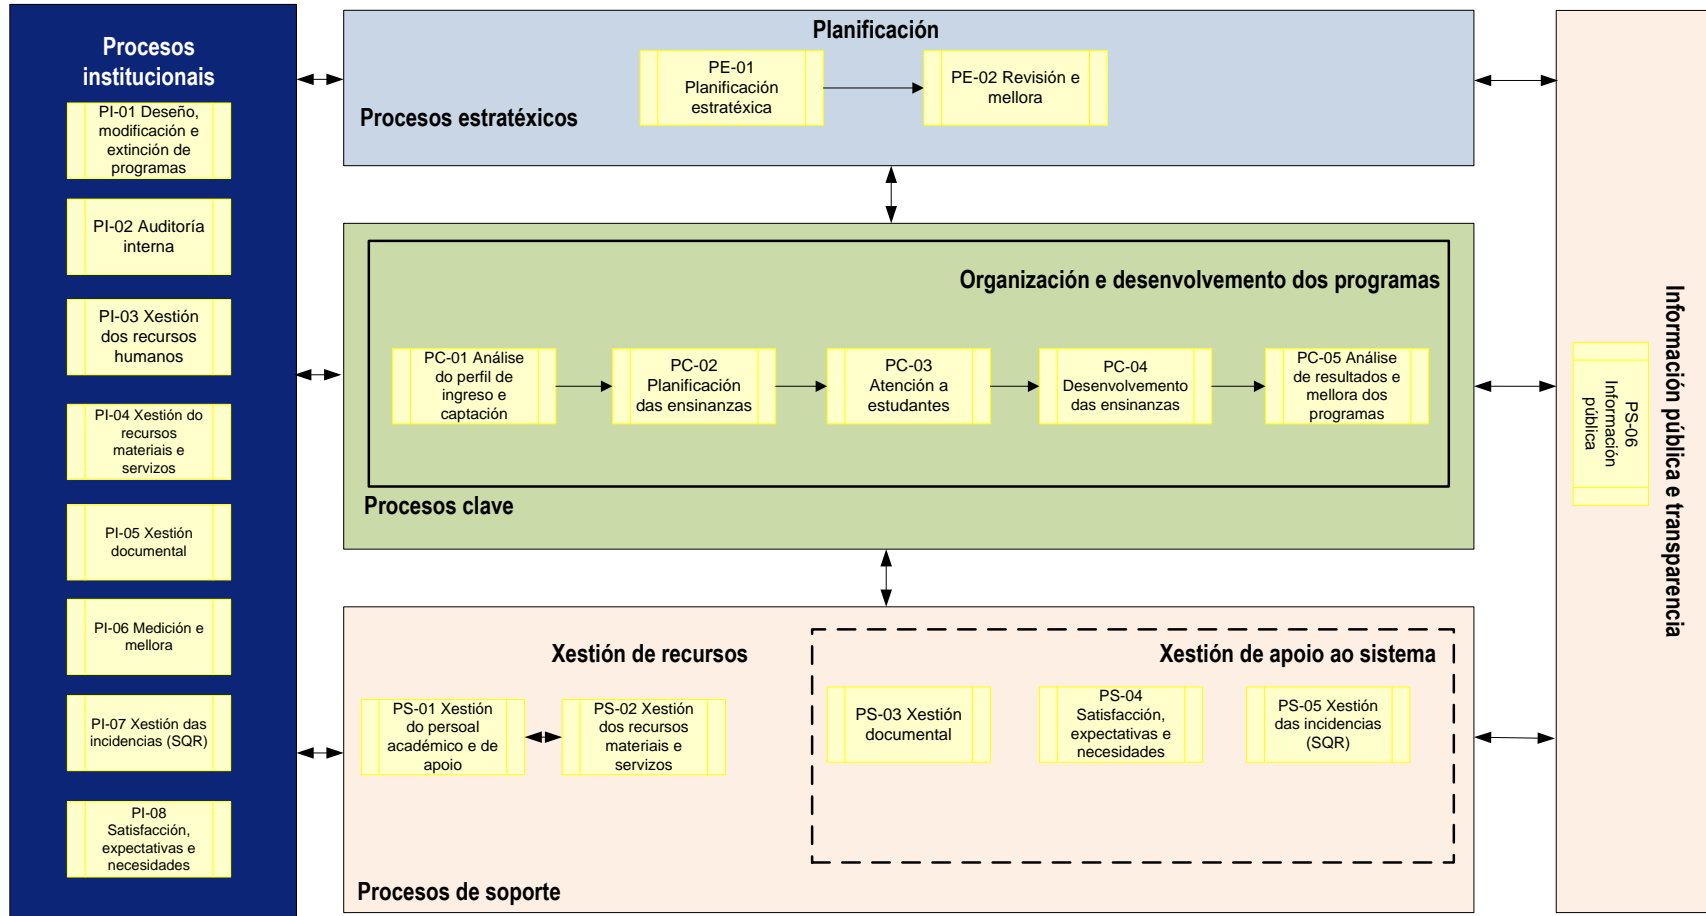 Procesos
institucionais
PI-01 Deseño,
modificación e
extinción de
programas
PI-02 Auditoría
interna
PI-03 Xestión
dos recursos
humanos
PI-04 Xestión do
recursos
materiais e
servizos
PI-05 Xestión
documental
PI-06 Medición e
mellora
PI-07 Xestión das
incidencias (SQR)
PI-08
Satisfacción,
expectativas e
necesidades
Planificación
PE-01
Planificación
estratéxica
PE-02 Revisión e
mellora
Procesos estratéxicos
Organización e desenvolvemento dos programas
PC-01 Análise
do perfil de
ingreso e
captación
PC-02
Planificación
das ensinanzas
PC-03
Atención a
estudantes
PC-04
Desenvolvemento
das ensinanzas
PC-05 Análise
de resultados e
mellora dos
programas
Procesos clave
Xestión de recursos
PS-01 Xestión
do persoal
académico e de
apoio
PS-02 Xestión
dos recursos
materiais e
servizos
Xestión de apoio ao sistema
PS-03 Xestión
documental
PS-04
Satisfacción,
expectativas e
necesidades
PS-05 Xestión
das incidencias
(SQR)
Procesos de soporte
Información pública e transparencia
PS-06
Información
pública